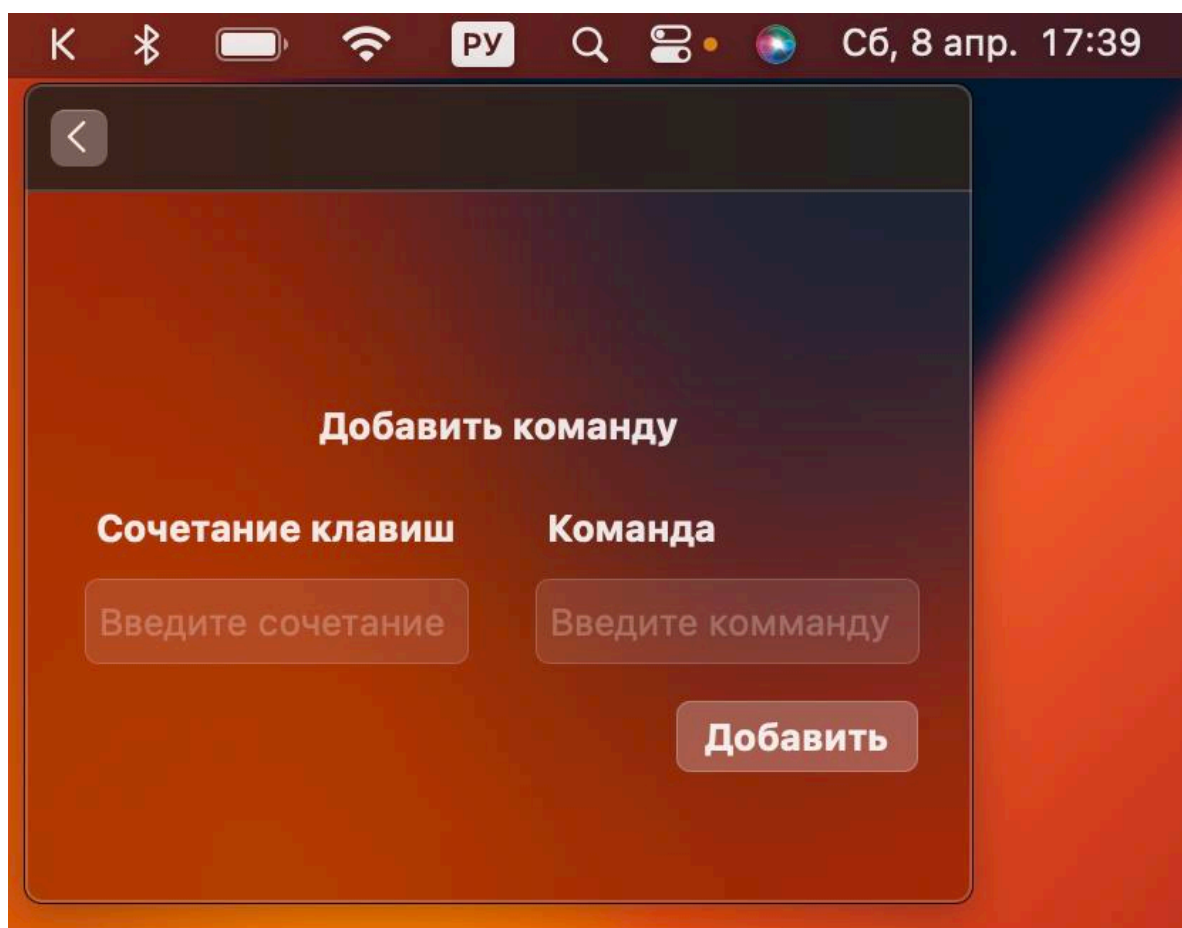 K РУ Сб, 8 апр. 17:39
Добавить команду
Сочетание клавиш Команда
Введите сочетание Введите комманду
Добавить